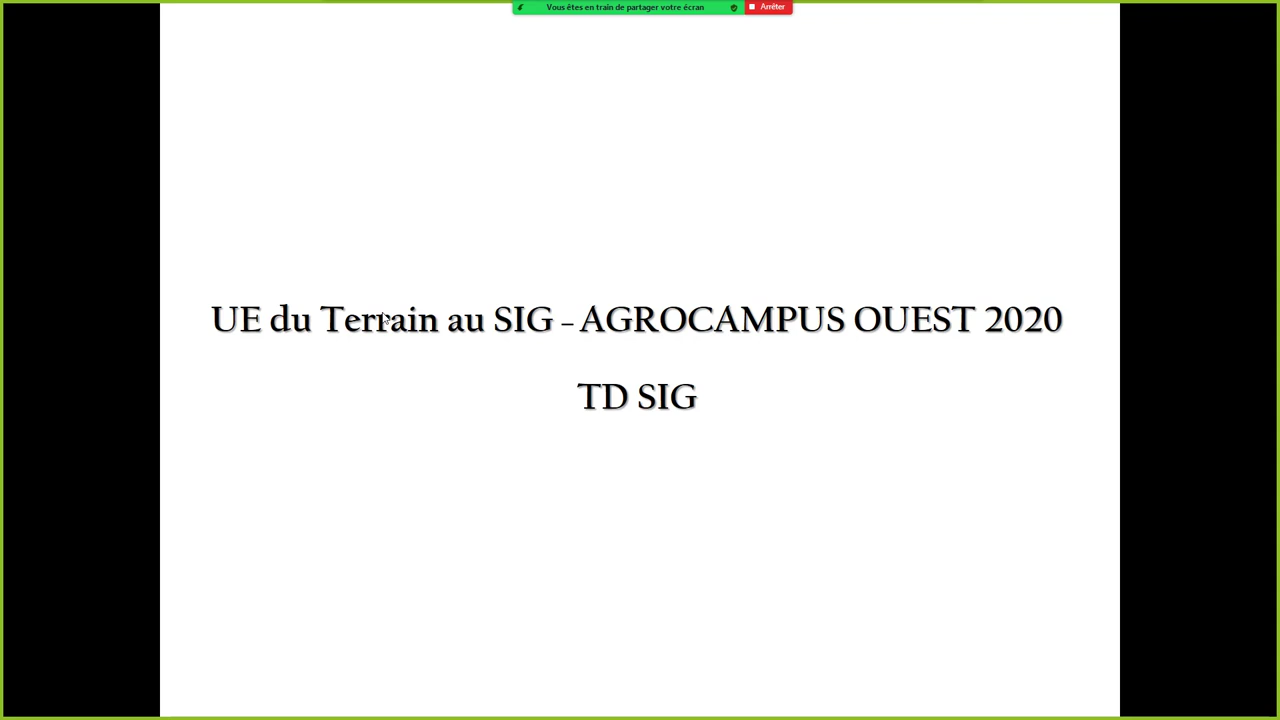 Vous êtes en train de partager votre écran
Arrêter
UE du Terrain au SIG – AGROCAMPUS OUEST 2020
TD SIG